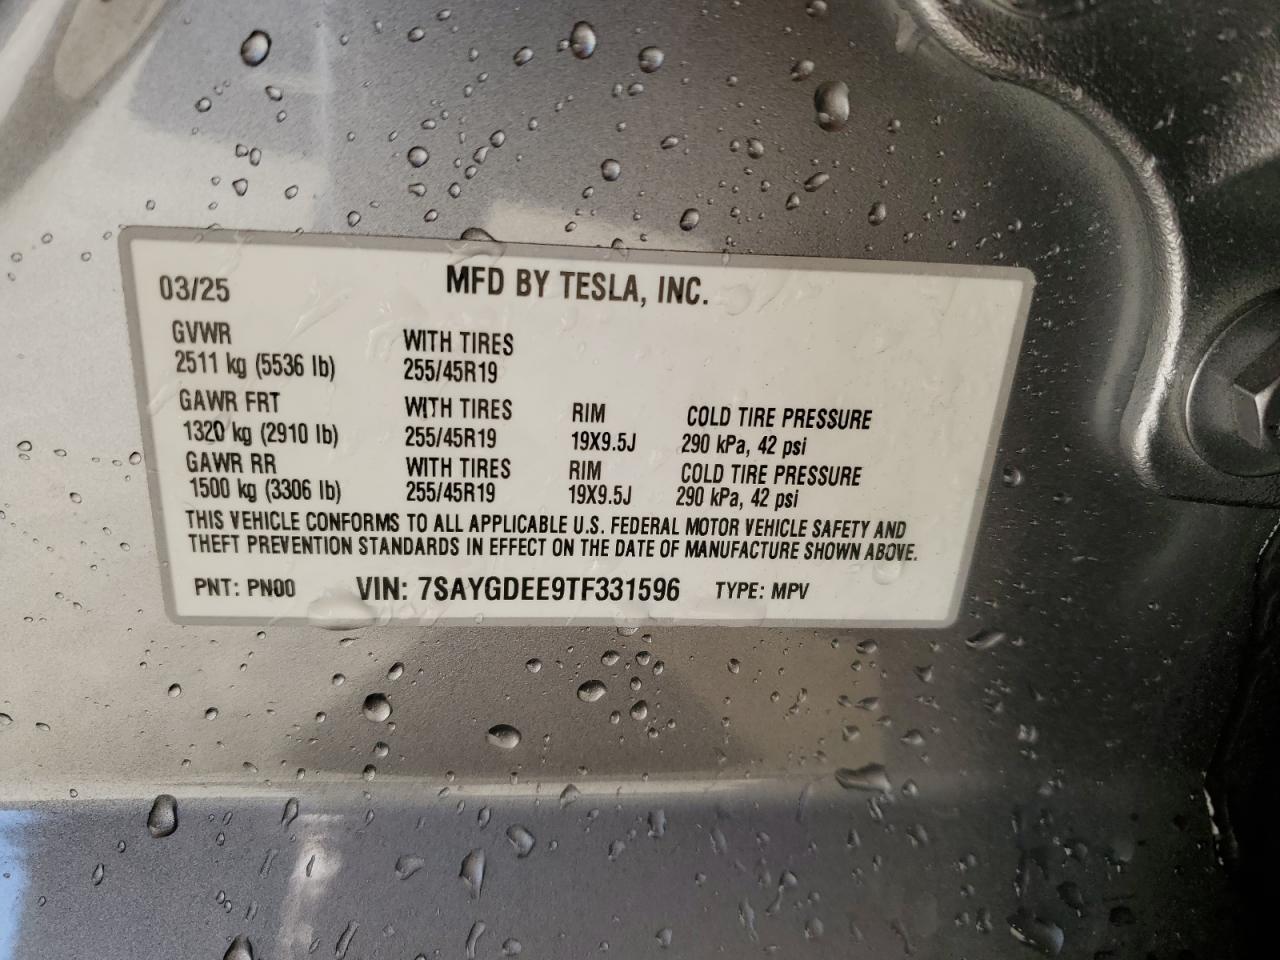 03/25 MFD BY TESLA, INC.
GVWR WITH TIRES
2511 kg (5536 lb) 255/45R19
GAWR FRT WITH TIRES RIM COLD TIRE PRESSURE
1320 kg (2910 lb) 255/45R19 19X9.5J 290 kPa, 42 psi
GAWR RR WITH TIRES RIM COLD TIRE PRESSURE
1500 kg (3306 lb) 255/45R19 19X9.5J 290 kPa, 42 psi
THIS VEHICLE CONFORMS TO ALL APPLICABLE U.S. FEDERAL MOTOR VEHICLE SAFETY AND
THEFT PREVENTION STANDARDS IN EFFECT ON THE DATE OF MANUFACTURE SHOWN ABOVE.
PNT: PN00 VIN: 7SAYGDEE9TF331596 TYPE: MPV